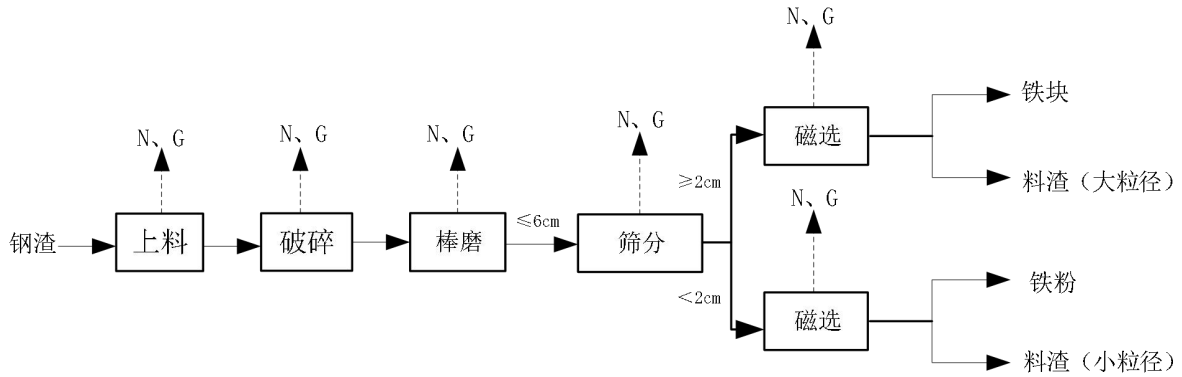 N、G
N、G
N、G
N、G
N、G
N、G
钢渣
上料
破碎
棒磨
≤6cm
筛分
≥2cm
<2cm
磁选
铁块
料渣（大粒径）
磁选
铁粉
料渣（小粒径）